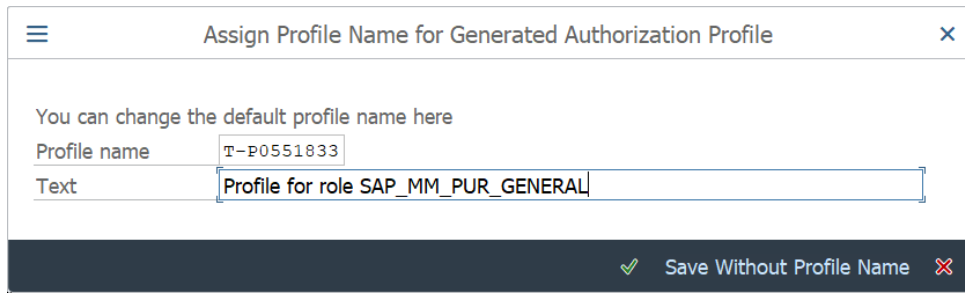 Assign Profile Name for Generated Authorization Profile
You can change the default profile name here
Profile name T-P0551833
Text Profile for role SAP_MM_PUR_GENERAL
Save Without Profile Name